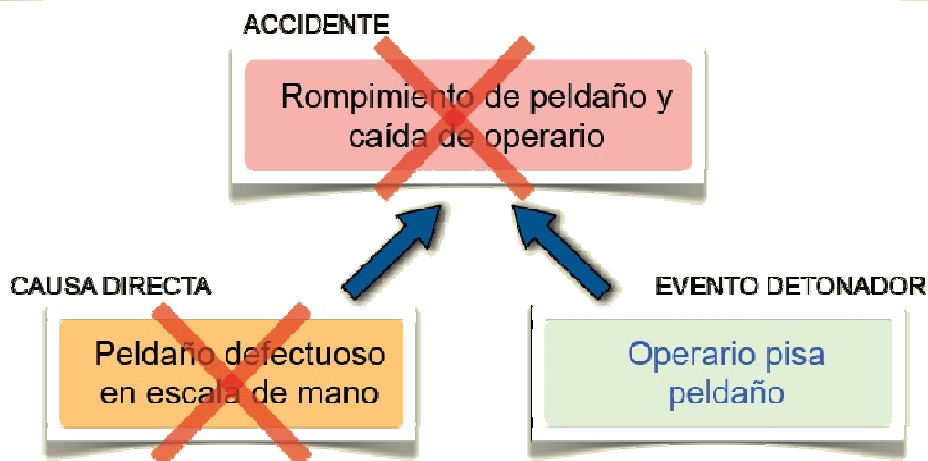 ACCIDENTE
Rompimiento de peldaño y
caída de operario
CAUSA DIRECTA
Peldaño defectuoso
en escala de mano
EVENTO DETONADOR
Operario pisa
peldaño